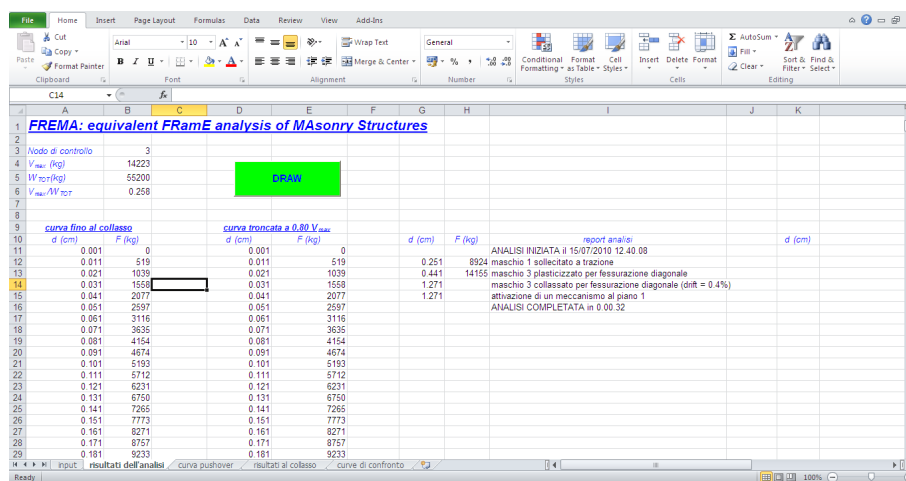 File Home Insert Page Layout Formulas Data Review View Add-Ins
Cut Arial 10 A A Wrap Text General Σ AutoSum
Paste Copy Fill
Format Painter B I U A Merge & Center % , Conditional Formatting Format as Table Cell Styles Insert Delete Format Clear Sort & Filter Find & Select
Clipboard Font Alignment Number Styles Cells Editing
C14 fx
A B C D E F G H I J K
1 FREMA: equivalent FRamE analysis of MAsonry Structures
2
3 Nodo di controllo 3
4 V max (kg) 14223
5 W TOT(kg) 55200 DRAW
6 V max/W TOT 0.258
7
8
9 curva fino al collasso curva troncata a 0.80 V max
10 d (cm) F (kg) d (cm) F (kg) d (cm) F (kg) report analisi d (cm)
11 0.001 0 0.001 0 ANALISI INIZIATA il 15/07/2010 12.40.08
12 0.011 519 0.011 519 0.251 8924 maschio 1 sollecitato a trazione
13 0.021 1039 0.021 1039 0.441 14155 maschio 3 plasticizzato per fessurazione diagonale
14 0.031 1558 0.031 1558 1.271 maschio 3 collassato per fessurazione diagonale (drift = 0.4%)
15 0.041 2077 0.041 2077 1.271 attivazione di un meccanismo al piano 1
16 0.051 2597 0.051 2597 ANALISI COMPLETATA in 0.00.32
17 0.061 3116 0.061 3116
18 0.071 3635 0.071 3635
19 0.081 4154 0.081 4154
20 0.091 4674 0.091 4674
21 0.101 5193 0.101 5193
22 0.111 5712 0.111 5712
23 0.121 6231 0.121 6231
24 0.131 6750 0.131 6750
25 0.141 7265 0.141 7265
26 0.151 7773 0.151 7773
27 0.161 8271 0.161 8271
28 0.171 8757 0.171 8757
29 0.181 9233 0.181 9233
input risultati dell'analisi curva pushover risultati al collasso curve di confronto
Ready 100%